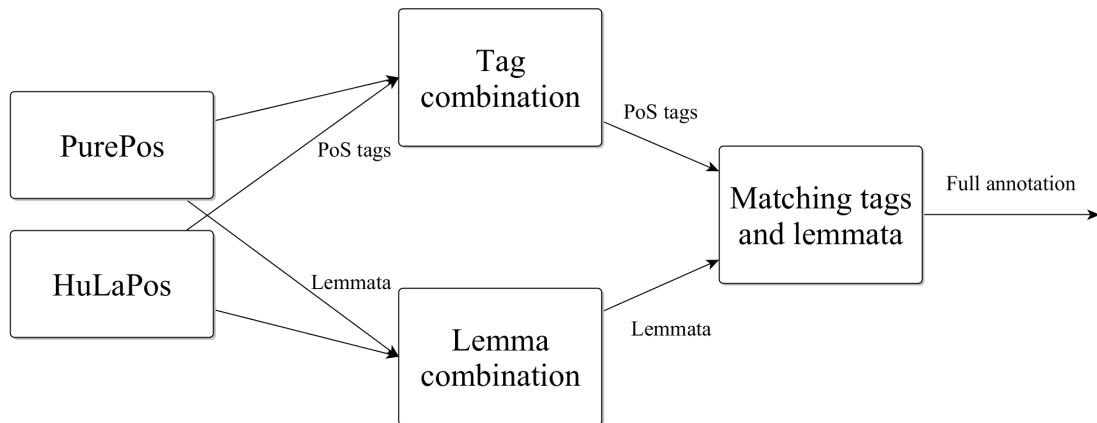 Tag
combination
PurePos
PoS tags
PoS tags
Matching tags
and lemmata
Full annotation
HuLaPos
Lemmata
Lemma
combination
Lemmata